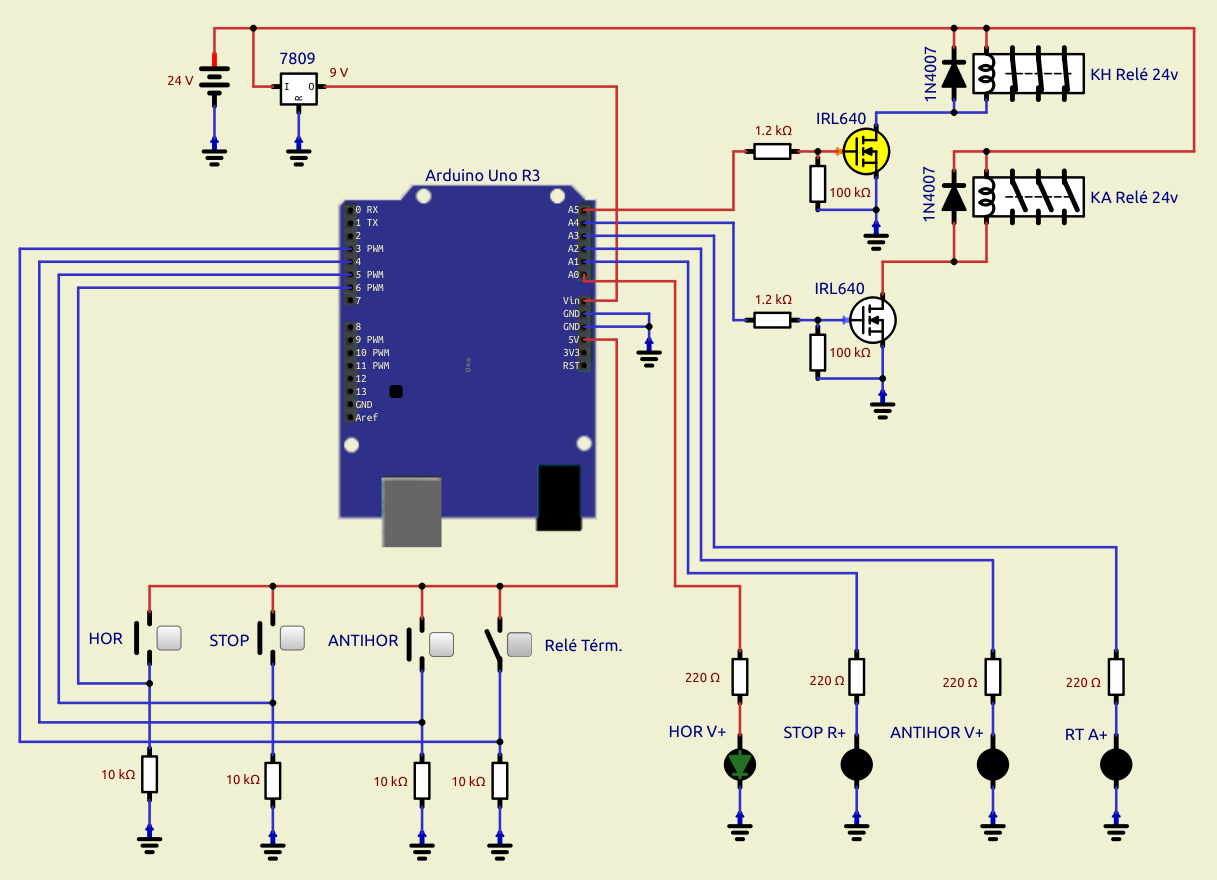 7809
24 V
9 V
I
O
R
1N4007
KH Relé 24v
IRL640
1.2 kΩ
100 kΩ
1N4007
KA Relé 24v
IRL640
1.2 kΩ
100 kΩ
Arduino Uno R3
0 RX
1 TX
2
3 PWM
4
5 PWM
6 PWM
7
8
9 PWM
10 PWM
11 PWM
12
13
GND
Aref
Uno
A5
A4
A3
A2
A1
A0
Vin
GND
GND
5V
3V3
RST
HOR
STOP
ANTIHOR
Relé Térm.
10 kΩ
10 kΩ
10 kΩ
10 kΩ
220 Ω
220 Ω
220 Ω
220 Ω
HOR V+
STOP R+
ANTIHOR V+
RT A+